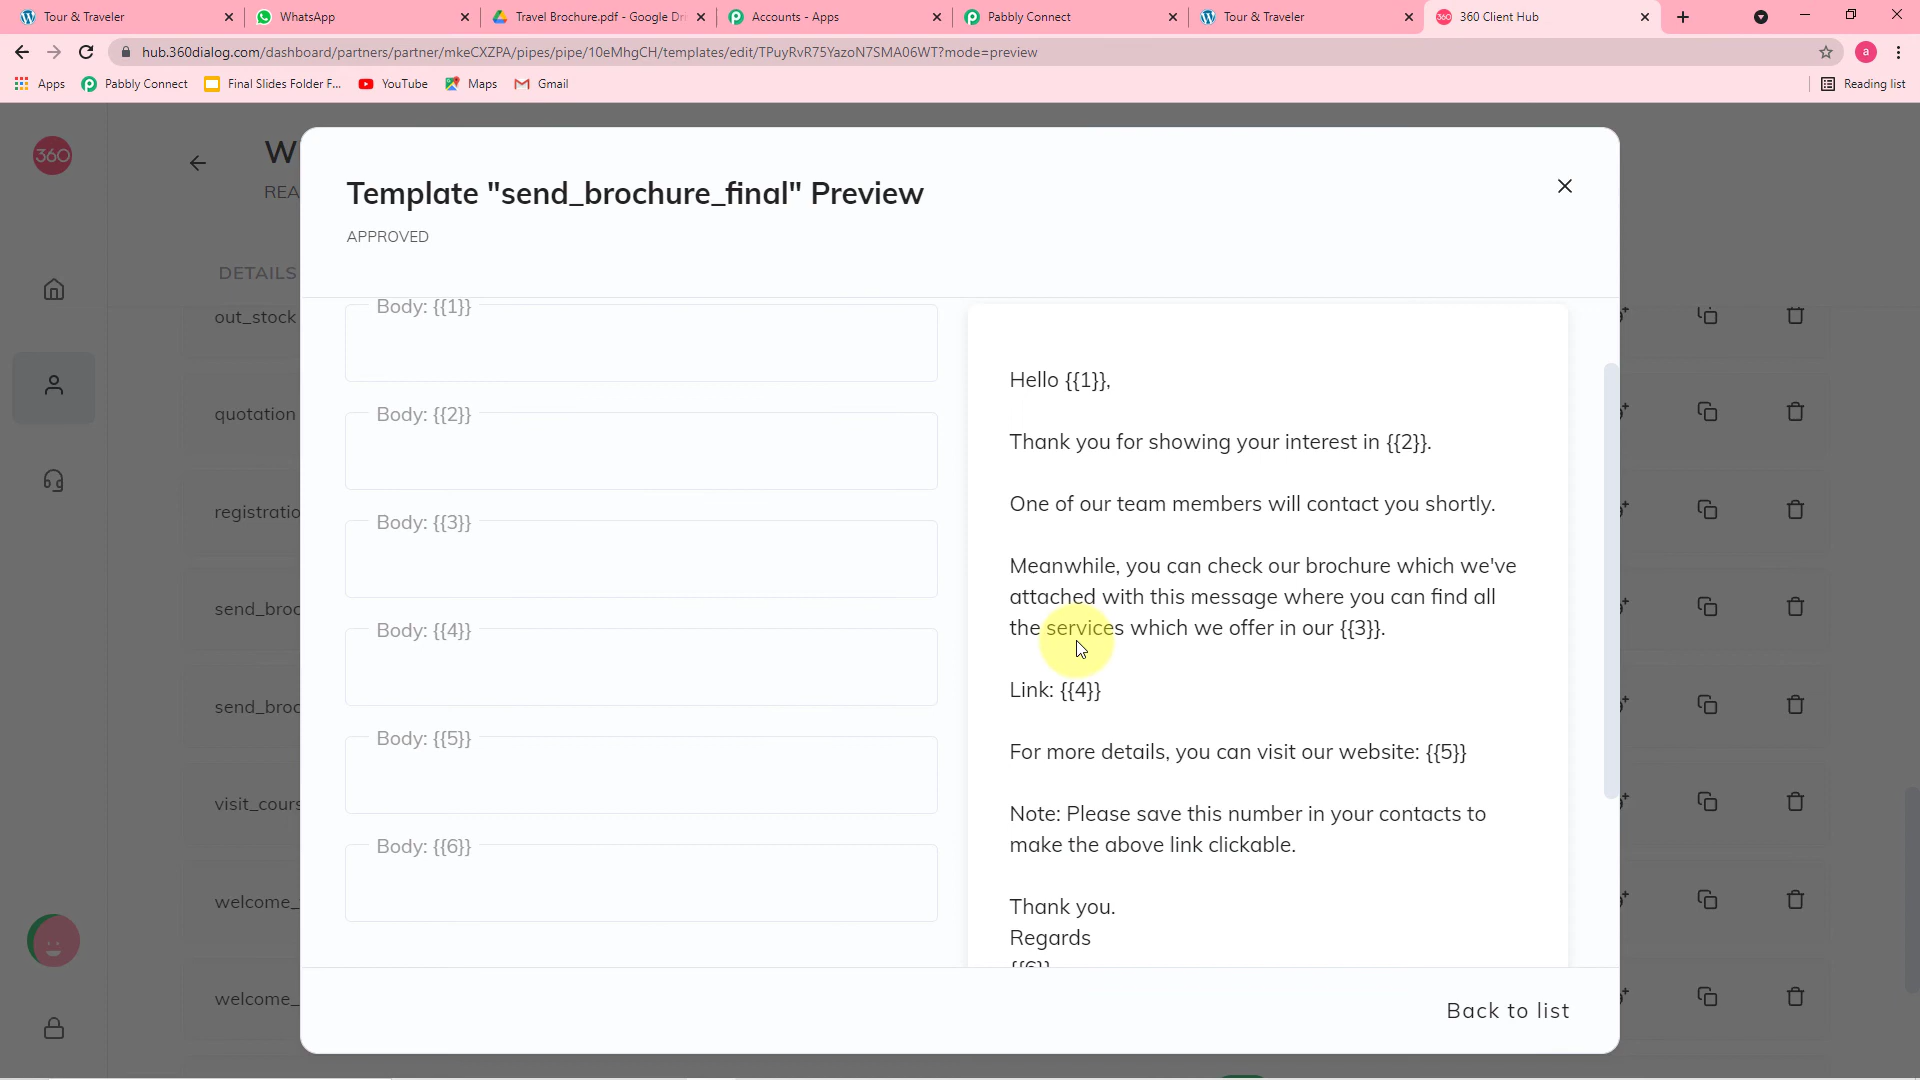 Tour & Traveler
WhatsApp
Travel Brochure.pdf - Google Dri
Accounts - Apps
Pabbly Connect
Tour & Traveler
360 Client Hub
hub.360dialog.com/dashboard/partners/partner/mkeCXZPA/pipes/pipe/10eMhgCH/templates/edit/TPuyRvR75YazoN7SMA06WT?mode=preview
a
Apps
Pabbly Connect
Final Slides Folder F...
YouTube
Maps
Gmail
Reading list
360
W
REA
DETAILS
out_stock
quotation
registratio
send_broc
send_broc
visit_cours
welcome_
welcome_
Template "send_brochure_final" Preview
APPROVED
Body: {{1}}
Body: {{2}}
Body: {{3}}
Body: {{4}}
Body: {{5}}
Body: {{6}}
Hello {{1}},
Thank you for showing your interest in {{2}}.
One of our team members will contact you shortly.
Meanwhile, you can check our brochure which we've
attached with this message where you can find all
the services which we offer in our {{3}}.
Link: {{4}}
For more details, you can visit our website: {{5}}
Note: Please save this number in your contacts to
make the above link clickable.
Thank you.
Regards
{{6}}
Back to list